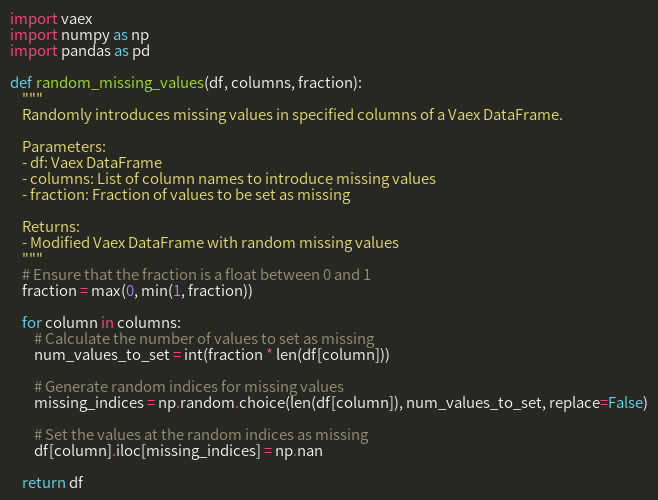 import vaex
import numpy as np
import pandas as pd

def random_missing_values(df, columns, fraction):
    """
    Randomly introduces missing values in specified columns of a Vaex DataFrame.

    Parameters:
    - df: Vaex DataFrame
    - columns: List of column names to introduce missing values
    - fraction: Fraction of values to be set as missing

    Returns:
    - Modified Vaex DataFrame with random missing values
    """
    # Ensure that the fraction is a float between 0 and 1
    fraction = max(0, min(1, fraction))

    for column in columns:
        # Calculate the number of values to set as missing
        num_values_to_set = int(fraction * len(df[column]))

        # Generate random indices for missing values
        missing_indices = np.random.choice(len(df[column]), num_values_to_set, replace=False)

        # Set the values at the random indices as missing
        df[column].iloc[missing_indices] = np.nan

    return df